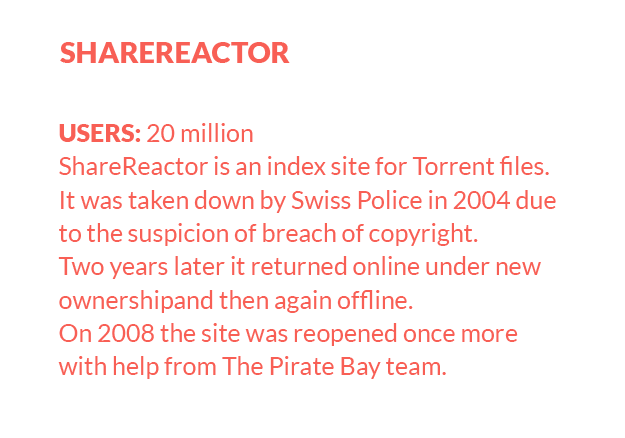 SHAREREACTOR
USERS: 20 million
ShareReactor is an index site for Torrent files.
It was taken down by Swiss Police in 2004 due
to the suspicion of breach of copyright.
Two years later it returned online under new
ownershipand then again offline.
On 2008 the site was reopened once more
with help from The Pirate Bay team.